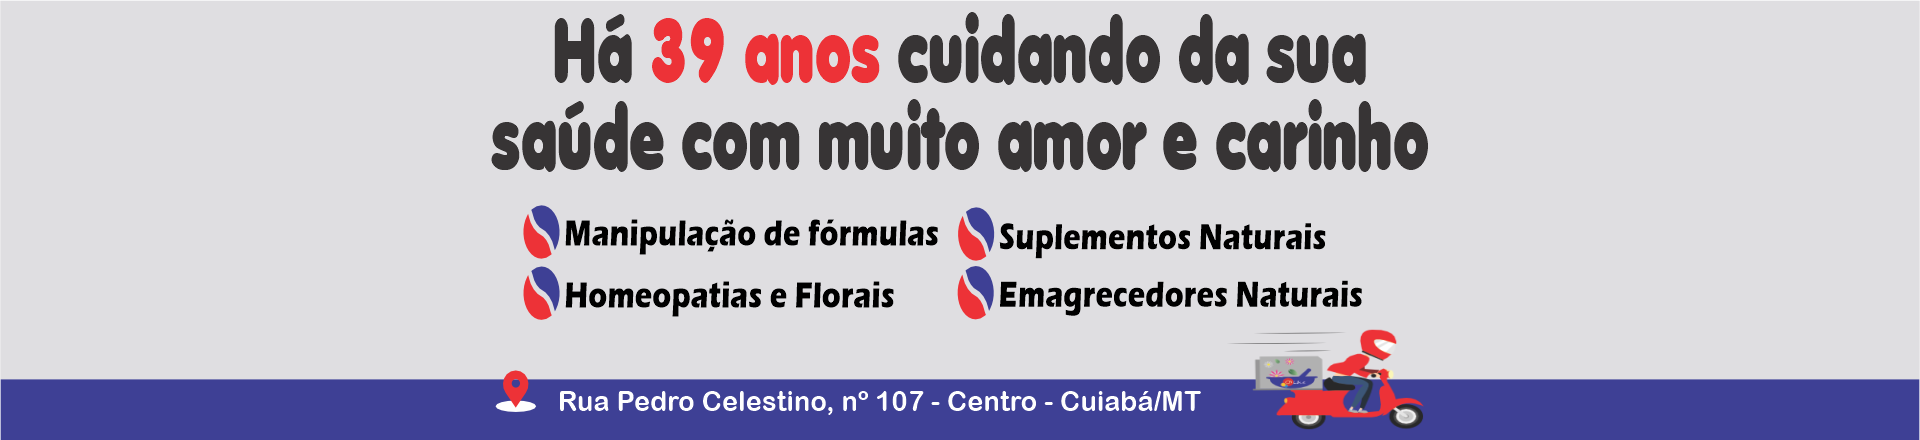 Há 39 anos cuidando da sua
saúde com muito amor e carinho
Manipulação de fórmulas
Suplementos Naturais
Homeopatias e Florais
Emagrecedores Naturais
Rua Pedro Celestino, nº 107 - Centro - Cuiabá/MT